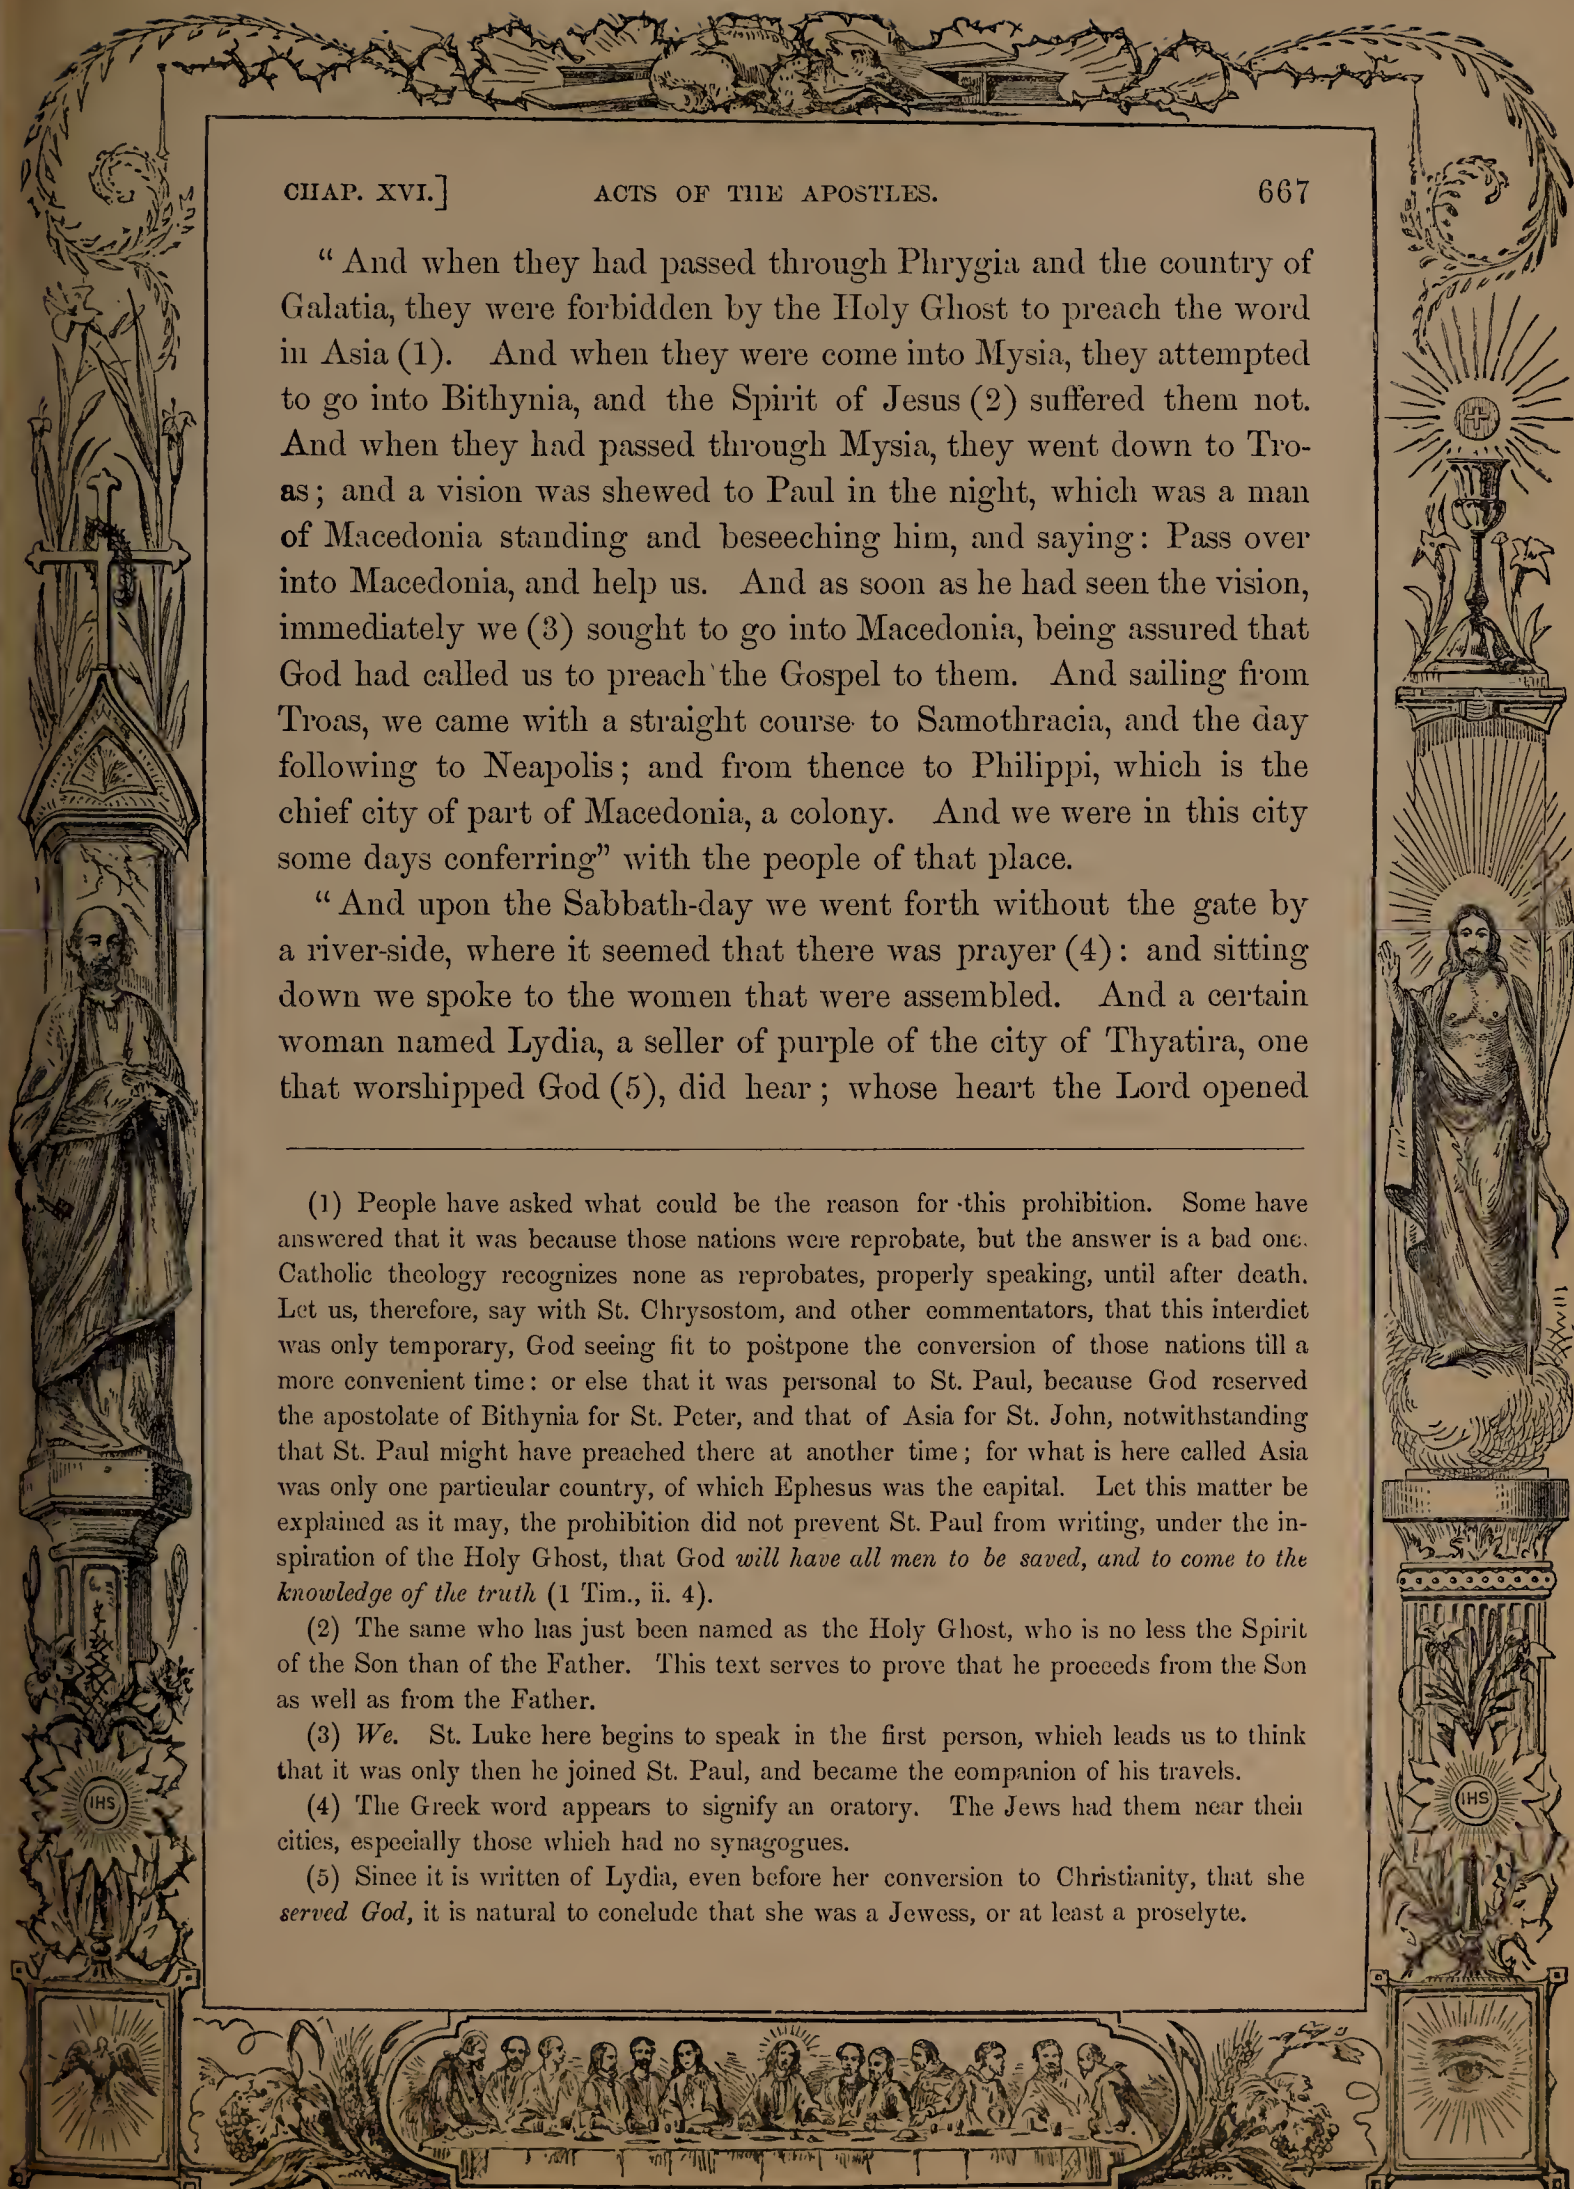 CHAP. XVI.] ACTS OF THE APOSTLES. 667
“ And when they had passed through Phrygia and the country of
Galatia, they were forbidden by the Holy Ghost to preach the word
in Asia (1). And when they were come into Mysia, they attempted
to go into Bithynia, and the Spirit of Jesus (2) suffered them not.
And when they had passed through Mysia, they went down to Tro-
as; and a vision was shewed to Paul in the night, which was a man
of Macedonia standing and beseeching him, and saying: Pass over
into Macedonia, and help us. And as soon as he had seen the vision,
immediately we (3) sought to go into Macedonia, being assured that
God had called us to preach the Gospel to them. And sailing from
Troas, we came with a straight course to Samothracia, and the day
following to Neapolis; and from thence to Philippi, which is the
chief city of part of Macedonia, a colony. And we were in this city
some days conferring” with the people of that place.
“ And upon the Sabbath-day we went forth without the gate by
a river-side, where it seemed that there was prayer (4): and sitting
down we spoke to the women that were assembled. And a certain
woman named Lydia, a seller of purple of the city of Thyatira, one
that worshipped God (5), did hear; whose heart the Lord opened
(1) People have asked what could be the reason for this prohibition. Some have
answered that it was because those nations were reprobate, but the answer is a bad one.
Catholic theology recognizes none as reprobates, properly speaking, until after death.
Let us, therefore, say with St. Chrysostom, and other commentators, that this interdict
was only temporary, God seeing fit to postpone the conversion of those nations till a
more convenient time: or else that it was personal to St. Paul, because God reserved
the apostolate of Bithynia for St. Peter, and that of Asia for St. John, notwithstanding
that St. Paul might have preached there at another time; for what is here called Asia
was only one particular country, of which Ephesus was the capital. Let this matter be
explained as it may, the prohibition did not prevent St. Paul from writing, under the in-
spiration of the Holy Ghost, that God will have all men to be saved, and to come to the
knowledge of the truth (1 Tim., ii. 4).
(2) The same who has just been named as the Holy Ghost, who is no less the Spirit
of the Son than of the Father. This text serves to prove that he proceeds from the Son
as well as from the Father.
(3) We. St. Luke here begins to speak in the first person, which leads us to think
that it was only then he joined St. Paul, and became the companion of his travels.
(4) The Greek word appears to signify an oratory. The Jews had them near their
cities, especially those which had no synagogues.
(5) Since it is written of Lydia, even before her conversion to Christianity, that she
served God, it is natural to conclude that she was a Jewess, or at least a proselyte.
IHS
IHS